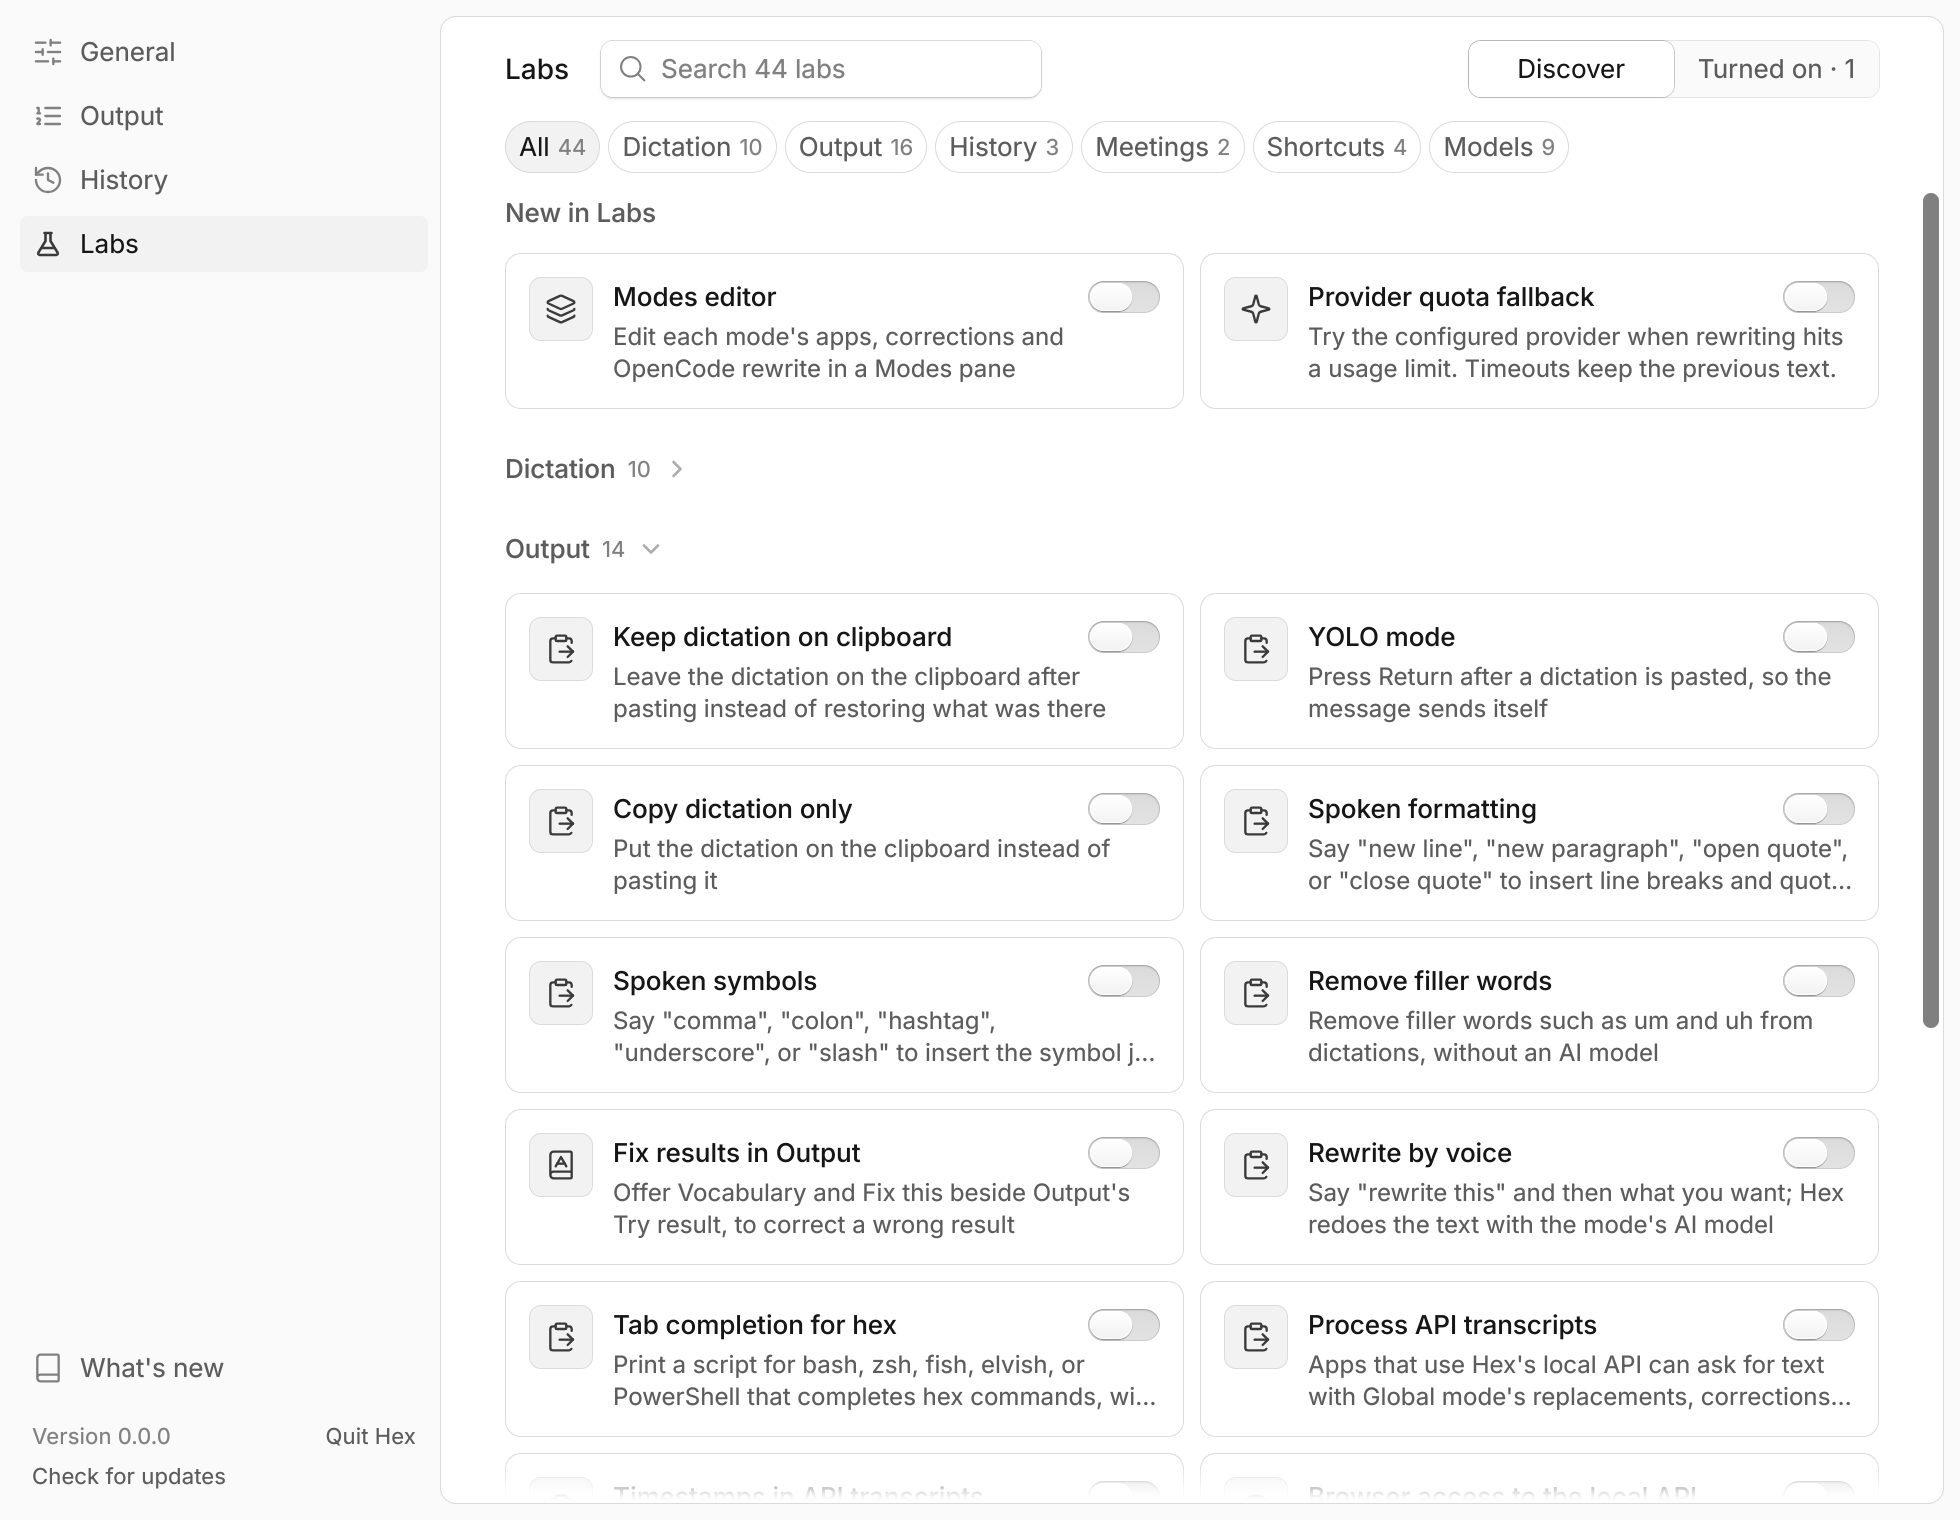 General
Output
History
Labs
What's new
Version 0.0.0
Quit Hex
Check for updates
Labs
Search 44 labs
Discover
Turned on · 1
All 44
Dictation 10
Output 16
History 3
Meetings 2
Shortcuts 4
Models 9
New in Labs
Modes editor
Edit each mode's apps, corrections and
OpenCode rewrite in a Modes pane
Provider quota fallback
Try the configured provider when rewriting hits
a usage limit. Timeouts keep the previous text.
Dictation 10
Output 14
Keep dictation on clipboard
Leave the dictation on the clipboard after
pasting instead of restoring what was there
YOLO mode
Press Return after a dictation is pasted, so the
message sends itself
Copy dictation only
Put the dictation on the clipboard instead of
pasting it
Spoken formatting
Say "new line", "new paragraph", "open quote",
or "close quote" to insert line breaks and quot...
Spoken symbols
Say "comma", "colon", "hashtag",
"underscore", or "slash" to insert the symbol j...
Remove filler words
Remove filler words such as um and uh from
dictations, without an AI model
Fix results in Output
Offer Vocabulary and Fix this beside Output's
Try result, to correct a wrong result
Rewrite by voice
Say "rewrite this" and then what you want; Hex
redoes the text with the mode's AI model
Tab completion for hex
Print a script for bash, zsh, fish, elvish, or
PowerShell that completes hex commands, wi...
Process API transcripts
Apps that use Hex's local API can ask for text
with Global mode's replacements, corrections...
Timestamps in API transcripts
Browser access to the local API